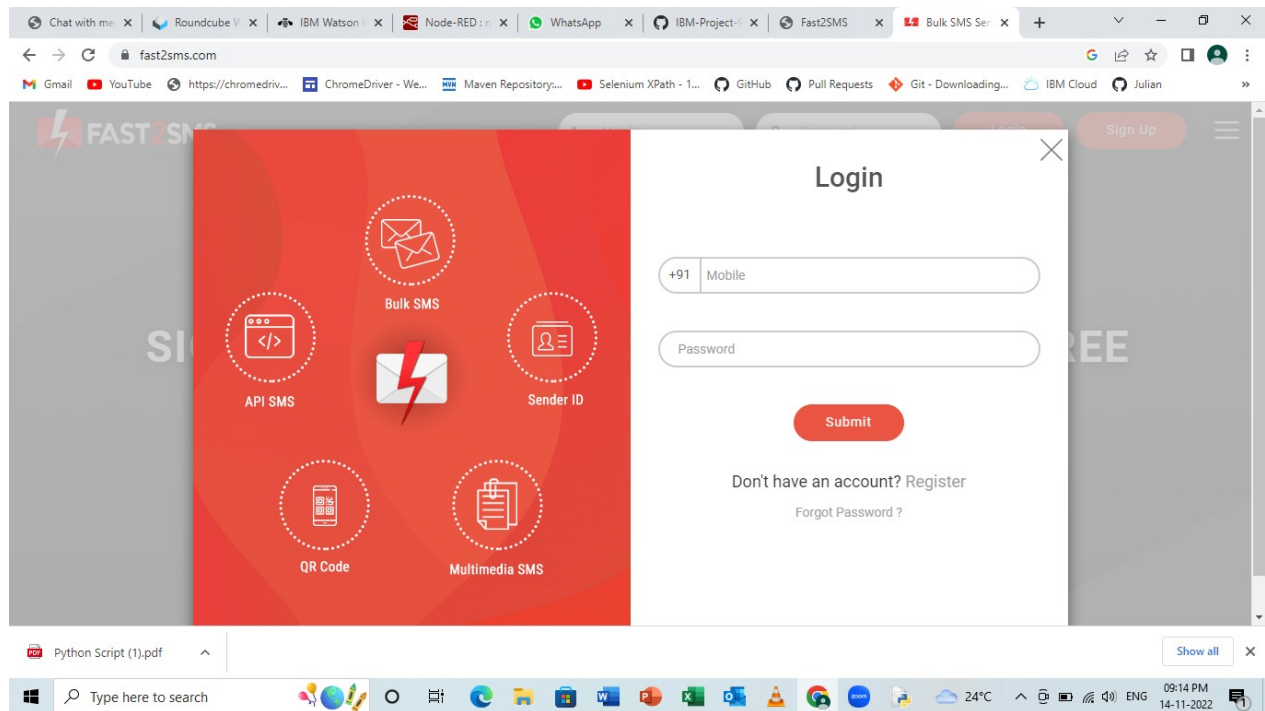 Chat with me
Roundcube W
IBM Watson
Node-RED : n
WhatsApp
IBM-Project-
Fast2SMS
Bulk SMS Ser
fast2sms.com
Gmail
YouTube
https://chromedriv...
ChromeDriver - We...
Maven Repository:...
Selenium XPath - 1...
GitHub
Pull Requests
Git - Downloading...
IBM Cloud
Julian
»
FAST2SMS
Sign Up
Login
+91 Mobile
Password
Submit
Don't have an account? Register
Forgot Password ?
Bulk SMS
API SMS
</>
Sender ID
QR Code
Multimedia SMS
SI
REE
Python Script (1).pdf
Show all
Type here to search
24°C
ENG
09:14 PM
14-11-2022
1